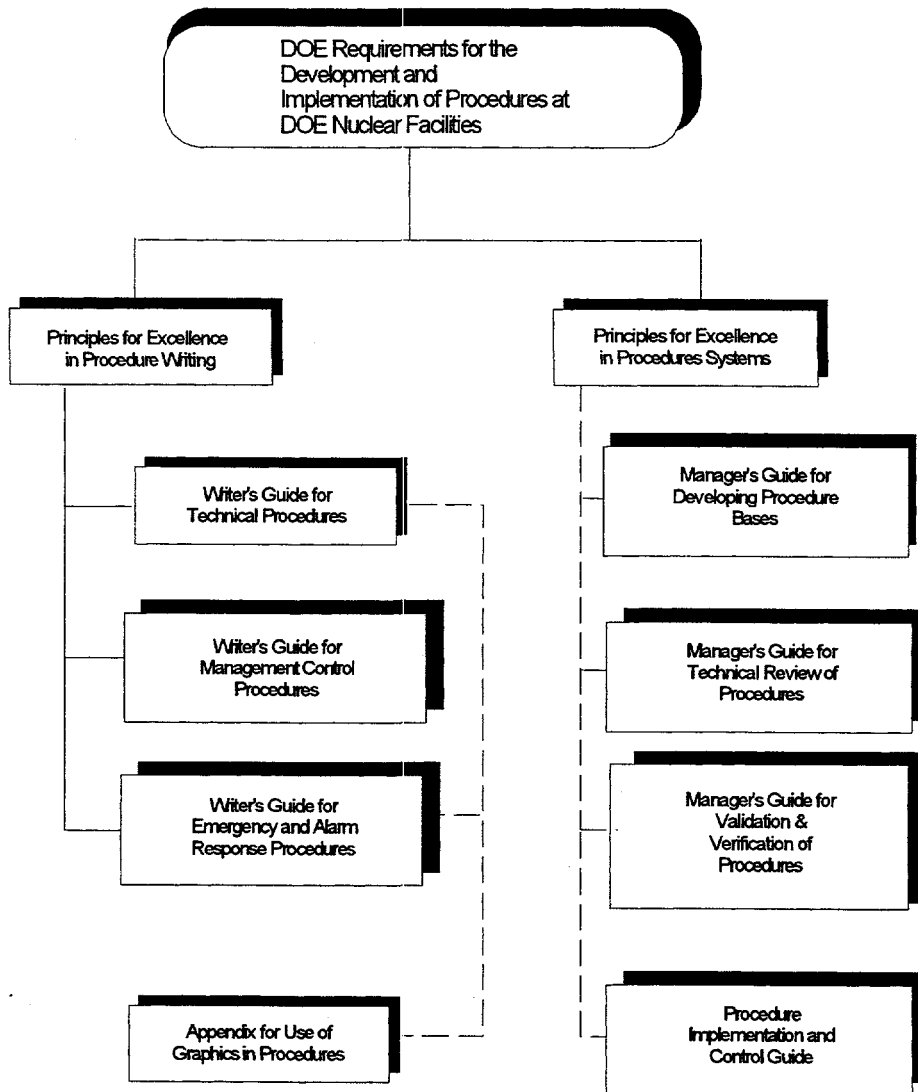 DOE Requirements for the
Development and
Implementation of Procedures at
DOE Nuclear Facilities
Principles for Excellence
in Procedure Writing
Principles for Excellence
in Procedures Systems
Writer's Guide for
Technical Procedures
Writer's Guide for
Management Control
Procedures
Writer's Guide for
Emergency and Alarm
Response Procedures
Appendix for Use of
Graphics in Procedures
Manager's Guide for
Developing Procedure
Bases
Manager's Guide for
Technical Review of
Procedures
Manager's Guide for
Validation &
Verification of
Procedures
Procedure
Implementation and
Control Guide